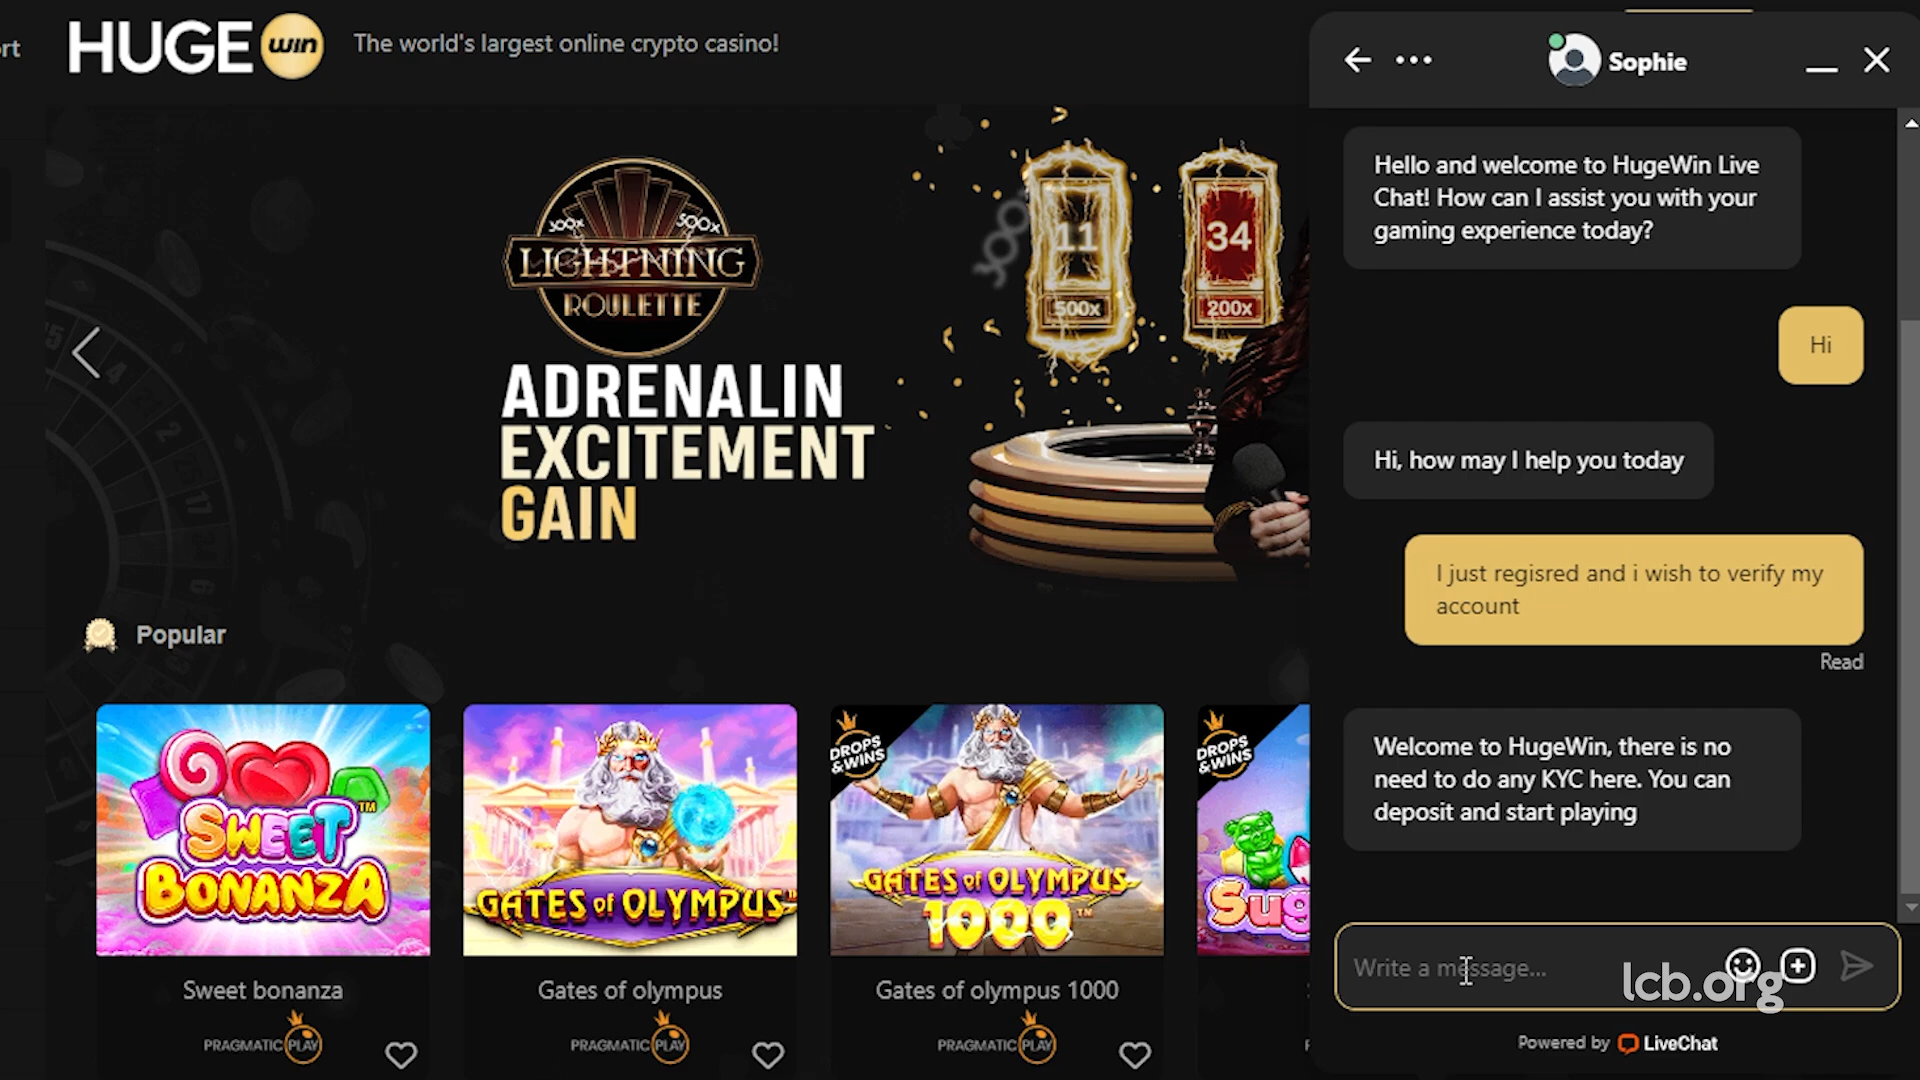 rt
HUGE win
The world's largest online crypto casino!
500x
LIGHTNING
ROULETTE
ADRENALIN
EXCITEMENT
GAIN
11
500x
34
200x
Popular
SWEET BONANZA™
GATES of OLYMPUS™
DROPS & WINS
GATES of OLYMPUS 1000™
DROPS & WINS
Sug
Sweet bonanza
Gates of olympus
Gates of olympus 1000
PRAGMATIC PLAY
PRAGMATIC PLAY
PRAGMATIC PLAY
Sophie
Hello and welcome to HugeWin Live
Chat! How can I assist you with your
gaming experience today?
Hi
Hi, how may I help you today
I just regisred and i wish to verify my
account
Read
Welcome to HugeWin, there is no
need to do any KYC here. You can
deposit and start playing
Write a message...
lcb.org
Powered by LiveChat